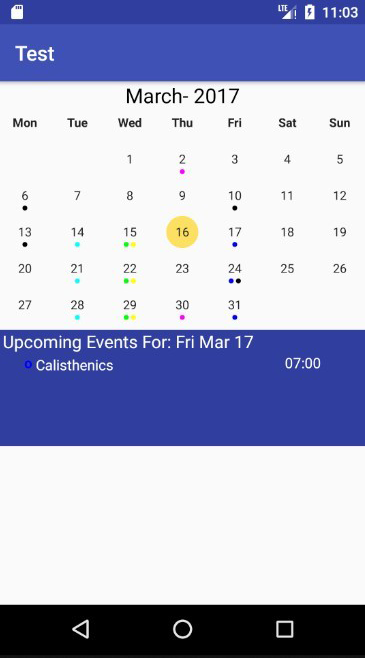 LTE 11:03
Test
March- 2017
Mon Tue Wed Thu Fri Sat Sun
1 2 3 4 5
6 7 8 9 10 11 12
13 14 15 16 17 18 19
20 21 22 23 24 25 26
27 28 29 30 31
Upcoming Events For: Fri Mar 17
Calisthenics 07:00